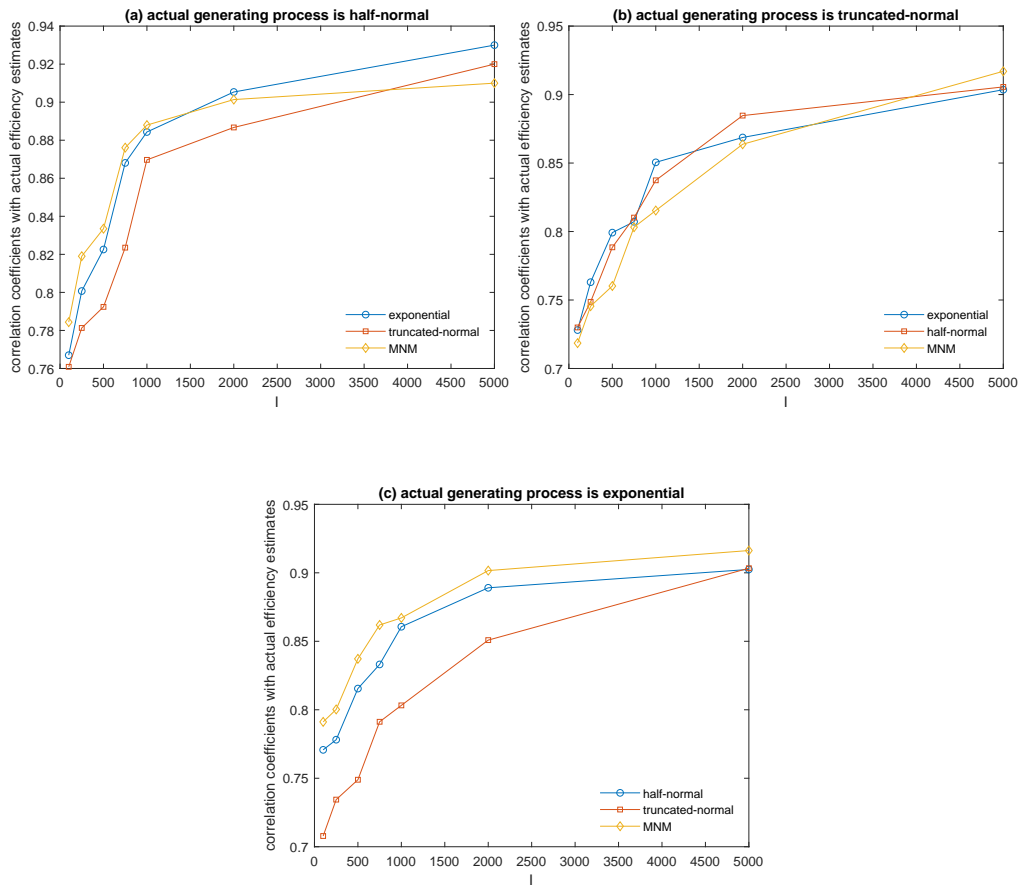 (a) actual generating process is half-normal
correlation coefficients with actual efficiency estimates
0.94
0.92
0.9
0.88
0.86
0.84
0.82
0.8
0.78
0.76
0 500 1000 1500 2000 2500 3000 3500 4000 4500 5000
I
exponential
truncated-normal
MNM
(b) actual generating process is truncated-normal
correlation coefficients with actual efficiency estimates
0.95
0.9
0.85
0.8
0.75
0.7
0 500 1000 1500 2000 2500 3000 3500 4000 4500 5000
I
exponential
half-normal
MNM
(c) actual generating process is exponential
correlation coefficients with actual efficiency estimates
0.95
0.9
0.85
0.8
0.75
0.7
0 500 1000 1500 2000 2500 3000 3500 4000 4500 5000
I
half-normal
truncated-normal
MNM